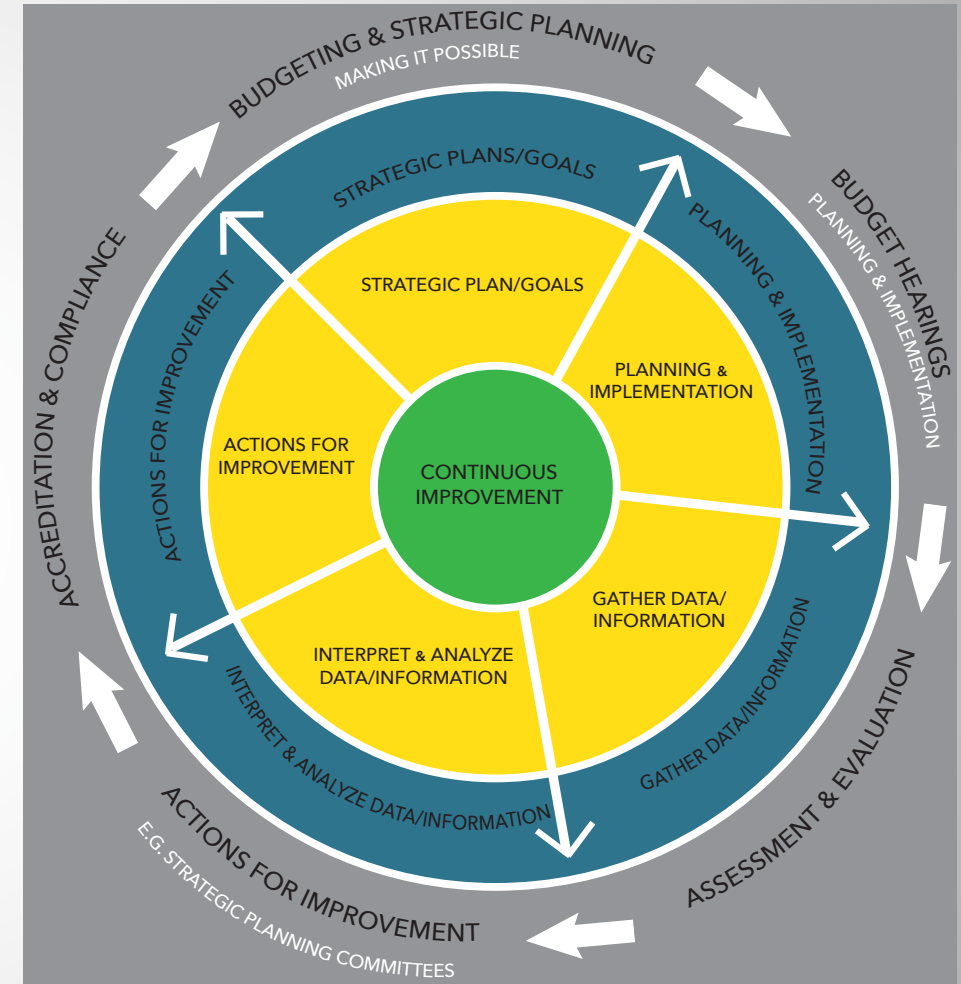 BUDGETING & STRATEGIC PLANNING
MAKING IT POSSIBLE
BUDGET HEARINGS
PLANNING & IMPLEMENTATION
ASSESSMENT & EVALUATION
ACTIONS FOR IMPROVEMENT
E.G. STRATEGIC PLANNING COMMITTEES
ACCREDITATION & COMPLIANCE
STRATEGIC PLANS/GOALS
PLANNING & IMPLEMENTATION
GATHER DATA/INFORMATION
INTERPRET & ANALYZE DATA/INFORMATION
ACTIONS FOR IMPROVEMENT
STRATEGIC PLAN/GOALS
PLANNING &
IMPLEMENTATION
GATHER DATA/
INFORMATION
INTERPRET & ANALYZE
DATA/INFORMATION
ACTIONS FOR
IMPROVEMENT
CONTINUOUS
IMPROVEMENT